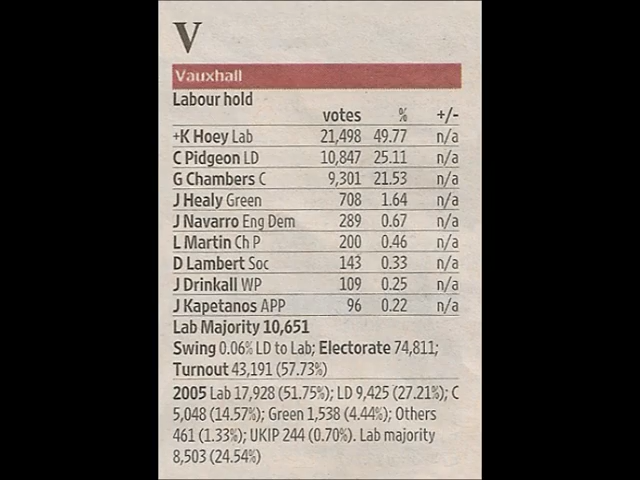 V
Vauxhall
Labour hold
votes % +/-
+K Hoey Lab 21,498 49.77 n/a
C Pidgeon LD 10,847 25.11 n/a
G Chambers C 9,301 21.53 n/a
J Healy Green 708 1.64 n/a
J Navarro Eng Dem 289 0.67 n/a
L Martin Ch P 200 0.46 n/a
D Lambert Soc 143 0.33 n/a
J Drinkall WP 109 0.25 n/a
J Kapetanos APP 96 0.22 n/a
Lab Majority 10,651
Swing 0.06% LD to Lab; Electorate 74,811;
Turnout 43,191 (57.73%)
2005 Lab 17,928 (51.75%); LD 9,425 (27.21%); C
5,048 (14.57%); Green 1,538 (4.44%); Others
461 (1.33%); UKIP 244 (0.70%). Lab majority
8,503 (24.54%)